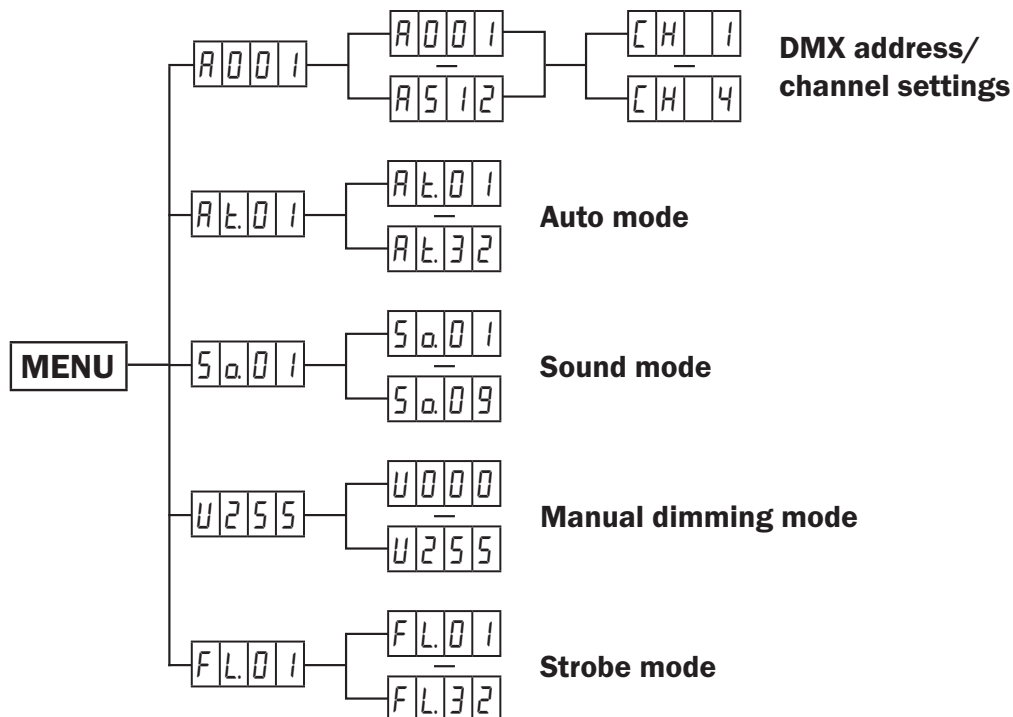 A001
A001
—
A512
CH 1
—
CH 4
DMX address/
channel settings
At.01
At.01
—
At.32
Auto mode
MENU
So.01
So.01
—
So.09
Sound mode
U255
U000
—
U255
Manual dimming mode
FL.01
FL.01
—
FL.32
Strobe mode